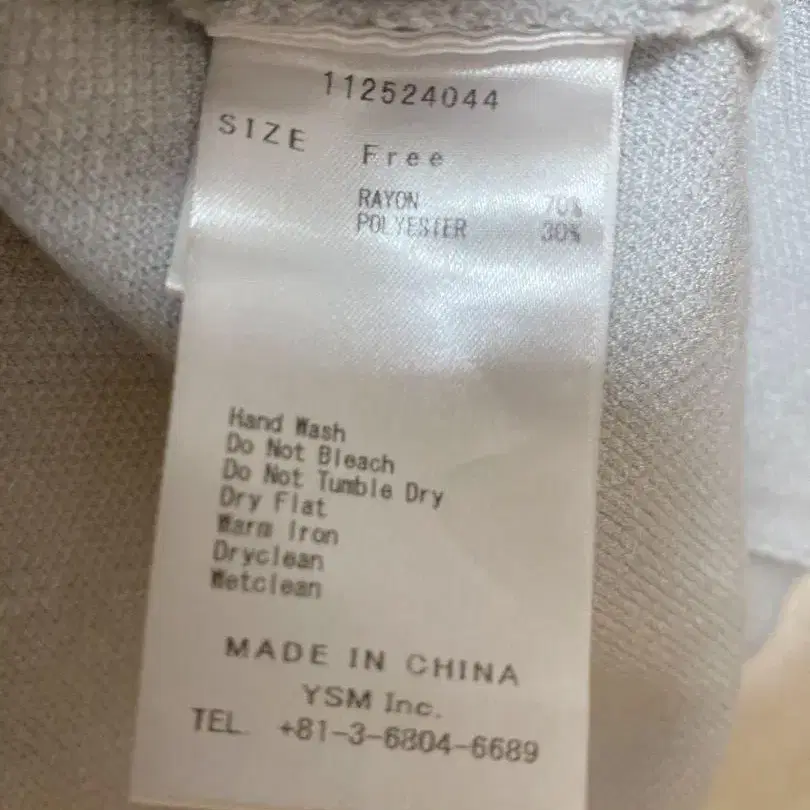 112524044
SIZE
Free
RAYON 70%
POLYESTER 30%
Hand Wash
Do Not Bleach
Do Not Tumble Dry
Dry Flat
Warm Iron
Dryclean
Wetclean
MADE IN CHINA
YSM Inc.
TEL. +81-3-6804-6689